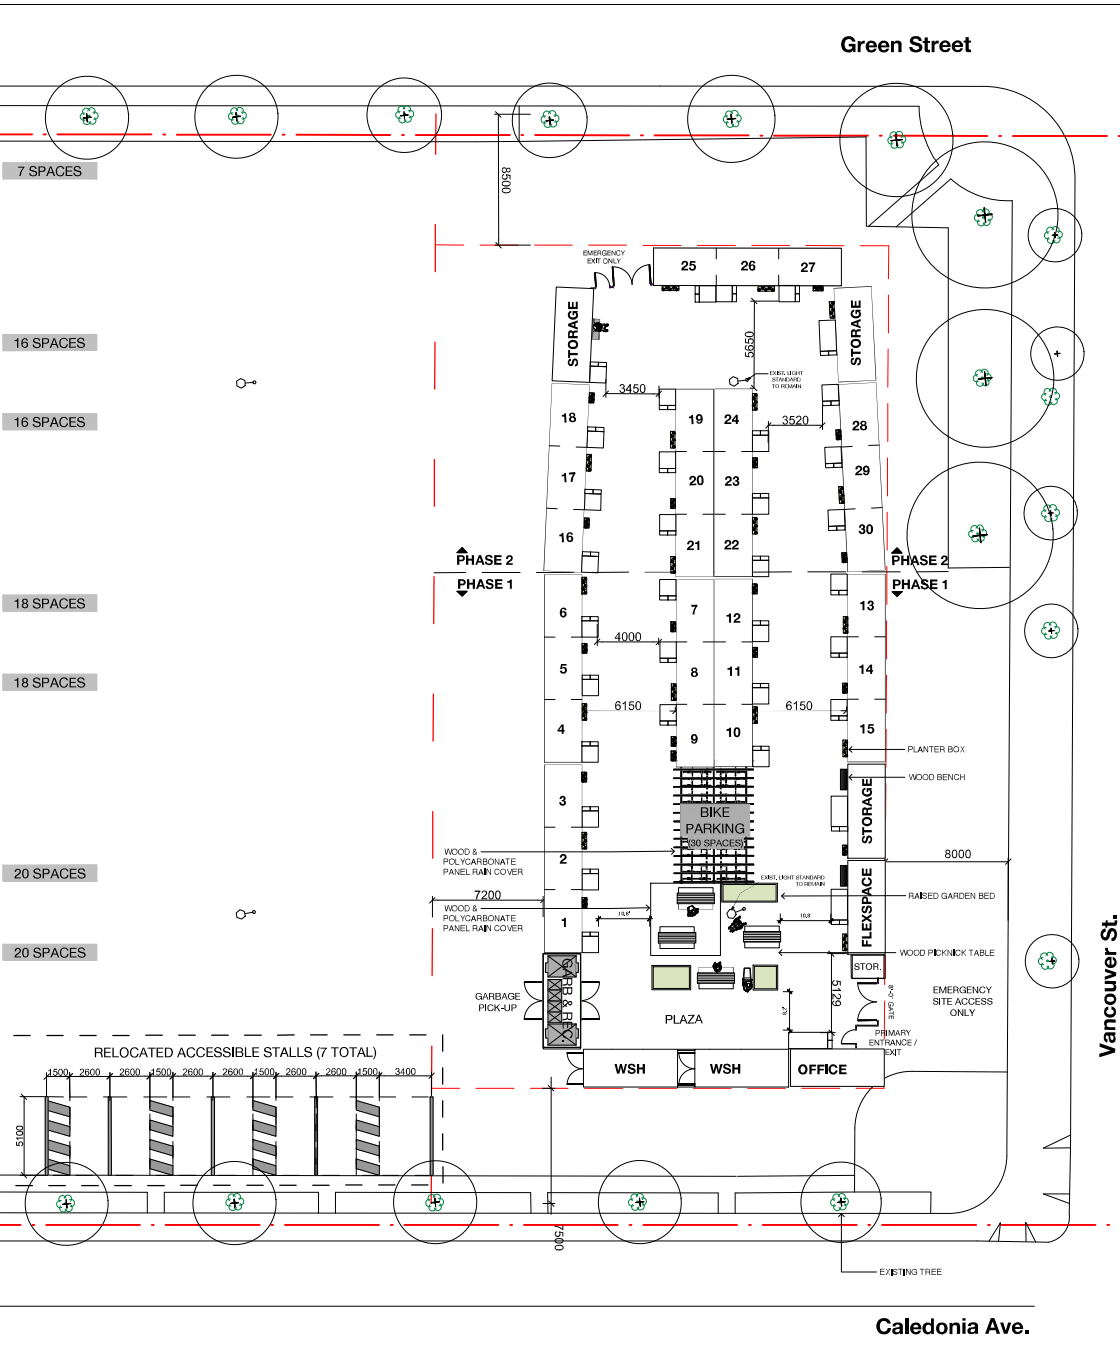 Green Street
7 SPACES
8500
EMERGENCY
EXIT ONLY
25
26
27
STORAGE
STORAGE
16 SPACES
5650
EXIST. LIGHT
STANDARD
TO REMAIN
3450
16 SPACES
18
19
24
3520
28
17
20
23
29
16
21
22
30
PHASE 2
PHASE 2
PHASE 1
PHASE 1
18 SPACES
6
7
12
13
4000
5
8
11
14
18 SPACES
6150
6150
4
9
10
15
PLANTER BOX
WOOD BENCH
3
BIKE
PARKING
(30 SPACES)
STORAGE
WOOD &
POLYCARBONATE
PANEL RAIN COVER
2
8000
20 SPACES
EXIST. LIGHT STANDARD
TO REMAIN
7200
RAISED GARDEN BED
WOOD &
POLYCARBONATE
PANEL RAIN COVER
1
10,8'
10,8'
FLEXSPACE
Vancouver St.
20 SPACES
WOOD PICKNICK TABLE
GARB & REC.
STOR.
GARBAGE
PICK-UP
5129
8'-0" GATE
EMERGENCY
SITE ACCESS
ONLY
PLAZA
PRIMARY
ENTRANCE /
EXIT
RELOCATED ACCESSIBLE STALLS (7 TOTAL)
WSH
WSH
OFFICE
1500
2600
2600
1500
2600
2600
1500
2600
2600
1500
3400
5100
7500
EXISTING TREE
Caledonia Ave.